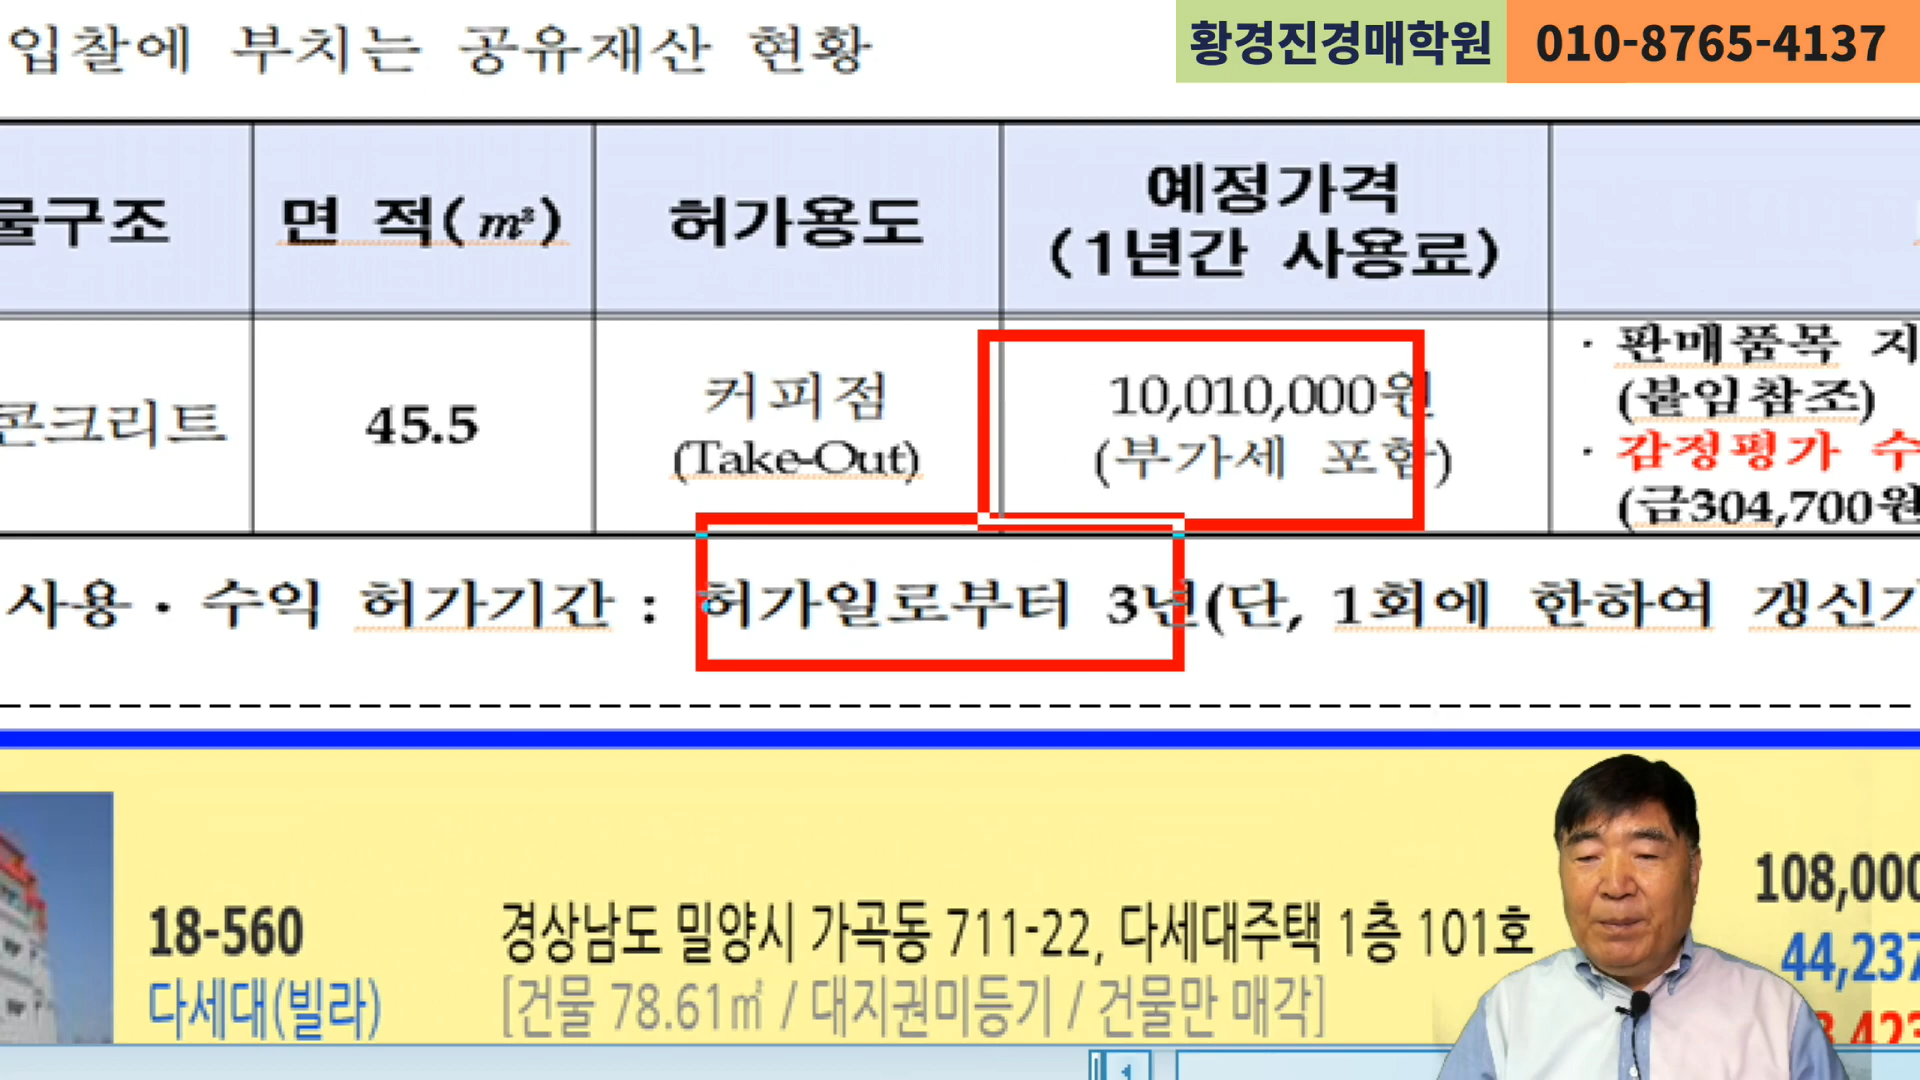 입찰에 부치는 공유재산 현황
황경진경매학원 010-8765-4137
물구조 면 적(㎡) 허가용도 예정가격
(1년간 사용료)
콘크리트 45.5 커피점
(Take-Out) 10,010,000원
(부가세 포함)
· 판매품목 지
(붙임참조)
· 감정평가 수
(금304,700원
사용·수익 허가기간 : 허가일로부터 3년(단, 1회에 한하여 갱신가
18-560
다세대(빌라)
경상남도 밀양시 가곡동 711-22, 다세대주택 1층 101호
[건물 78.61㎡ / 대지권미등기 / 건물만 매각]
108,000
44,237
3,423
1